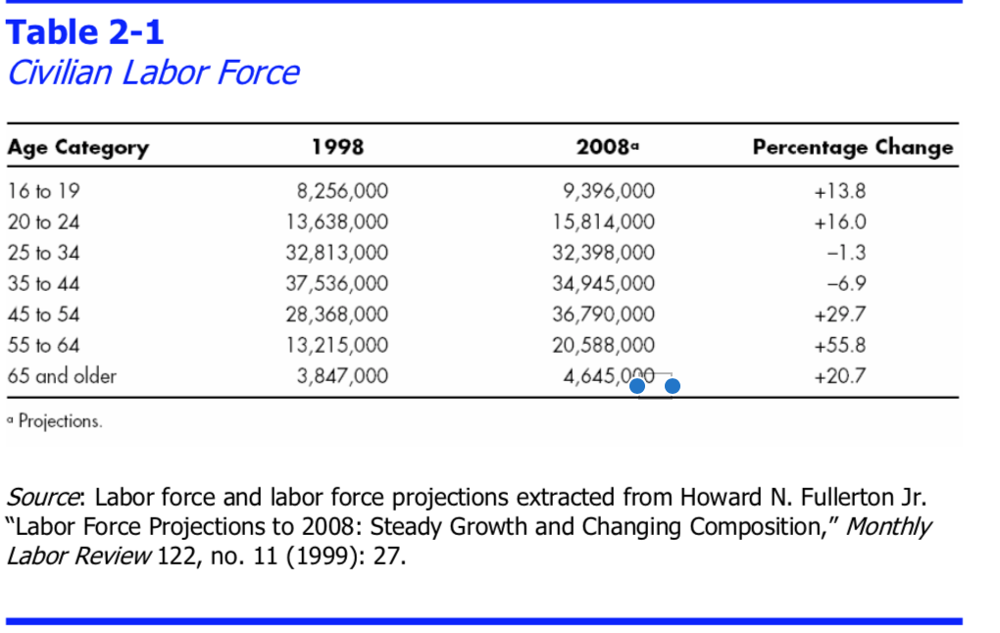 Table 2-1
Civilian Labor Force
Age Category 1998 2008ª Percentage Change
16 to 19 8,256,000 9,396,000 +13.8
20 to 24 13,638,000 15,814,000 +16.0
25 to 34 32,813,000 32,398,000 –1.3
35 to 44 37,536,000 34,945,000 –6.9
45 to 54 28,368,000 36,790,000 +29.7
55 to 64 13,215,000 20,588,000 +55.8
65 and older 3,847,000 4,645,000 +20.7
ª Projections.
Source: Labor force and labor force projections extracted from Howard N. Fullerton Jr.
“Labor Force Projections to 2008: Steady Growth and Changing Composition,” Monthly
Labor Review 122, no. 11 (1999): 27.